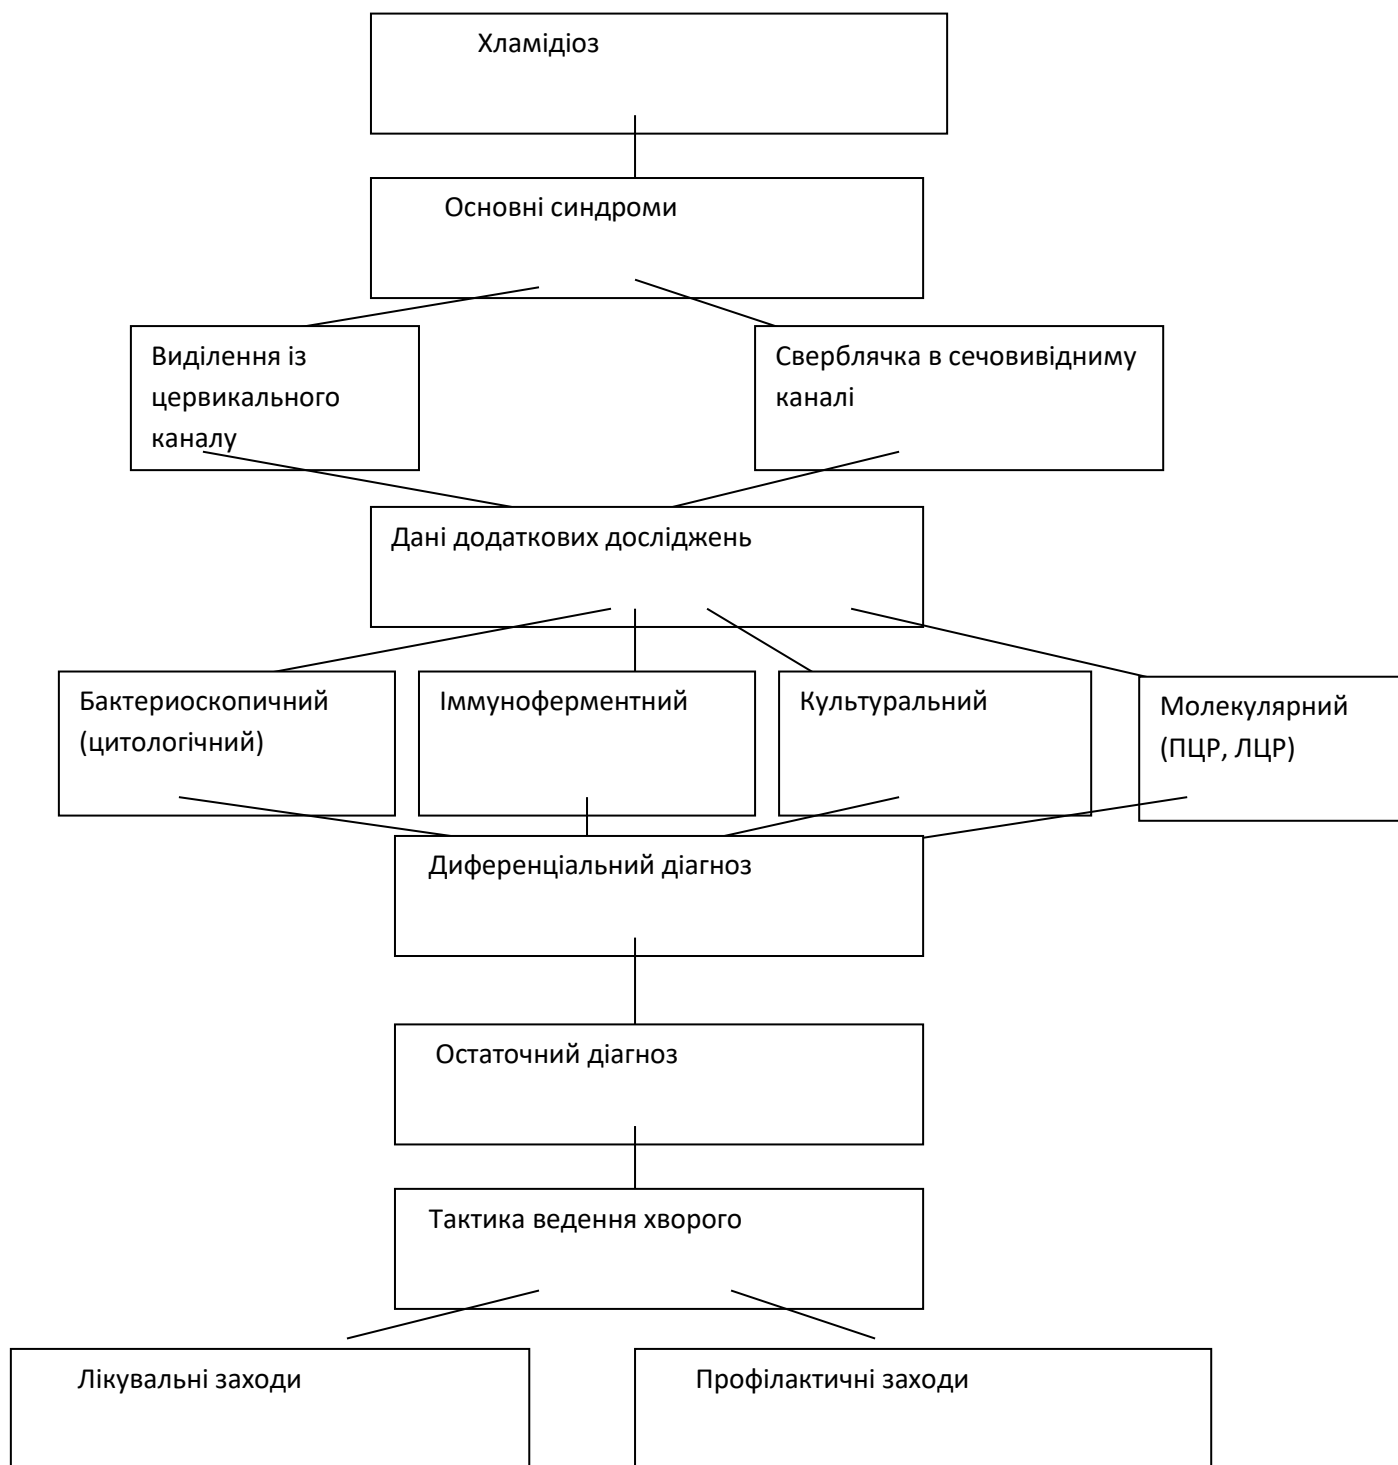 Хламідіоз
Основні синдроми
Виділення із
цервикального
каналу
Сверблячка в сечовивідниму
каналі
Дані додаткових досліджень
Бактериоскопичний
(цитологічний)
Іммуноферментний
Культуральний
Молекулярний
(ПЦР, ЛЦР)
Диференціальний діагноз
Остаточний діагноз
Тактика ведення хворого
Лікувальні заходи
Профілактичні заходи